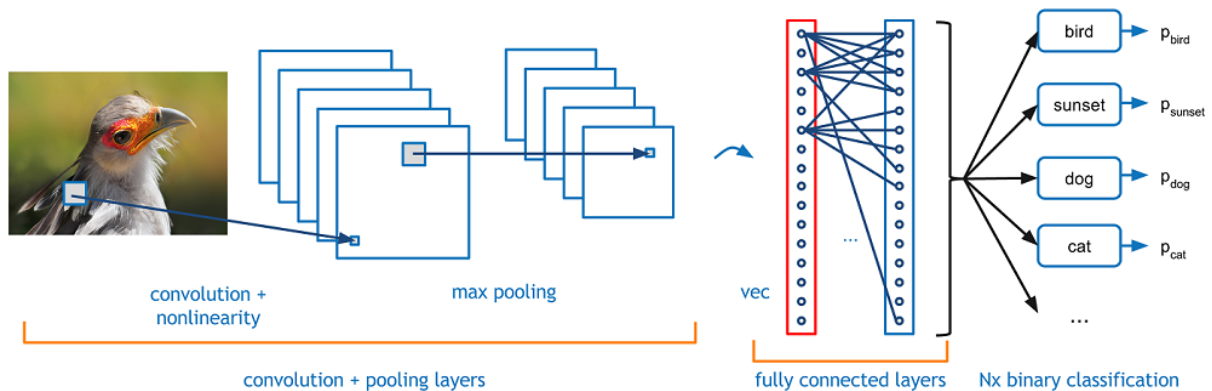 convolution +
nonlinearity
max pooling
vec
convolution + pooling layers
fully connected layers
Nx binary classification
...
bird
p_bird
sunset
p_sunset
dog
p_dog
cat
p_cat
...